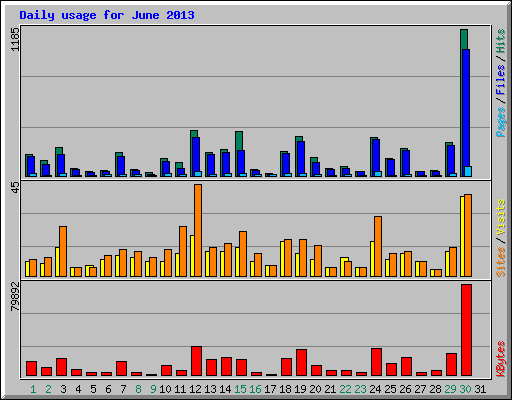 Daily usage for June 2013
1185
Pages / Files / Hits
45
Sites / Visits
79892
KBytes
1 2 3 4 5 6 7 8 9 10 11 12 13 14 15 16 17 18 19 20 21 22 23 24 25 26 27 28 29 30 31